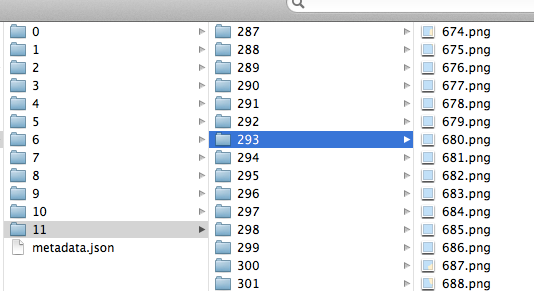 0
1
2
3
4
5
6
7
8
9
10
11
metadata.json
287
288
289
290
291
292
293
294
295
296
297
298
299
300
301
674.png
675.png
676.png
677.png
678.png
679.png
680.png
681.png
682.png
683.png
684.png
685.png
686.png
687.png
688.png